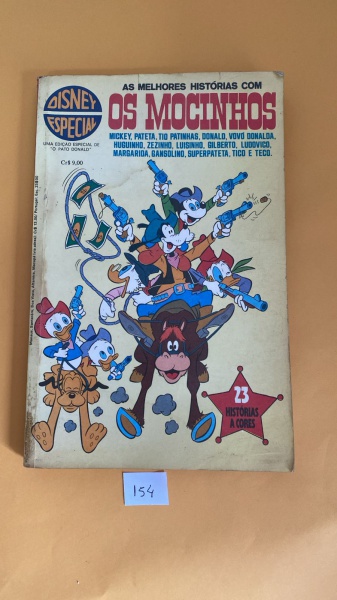 DISNEY
ESPECIAL
UMA EDIÇÃO ESPECIAL DE
"O PATO DONALD"
Cr$ 9,00
AS MELHORES HISTÓRIAS COM
OS MOCINHOS
MICKEY, PATETA, TIO PATINHAS, DONALD, VOVÓ DONALDA,
HUGUINHO, ZEZINHO, LUISINHO, GILBERTO, LUDOVICO,
MARGARIDA, GANSOLINO, SUPERPATETA, TICO E TECO.
23
HISTÓRIAS
A CORES
154